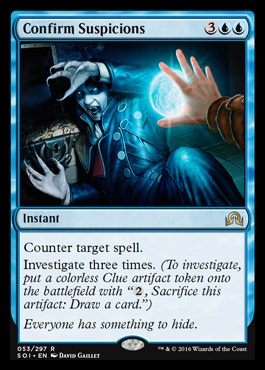 Confirm Suspicions 3
Instant
Counter target spell.
Investigate three times. (To investigate,
put a colorless Clue artifact token onto
the battlefield with “2, Sacrifice this
artifact: Draw a card.”)
Everyone has something to hide.
053/297 R
SOI • EN DAVID GAILLET
™ & © 2016 Wizards of the Coast